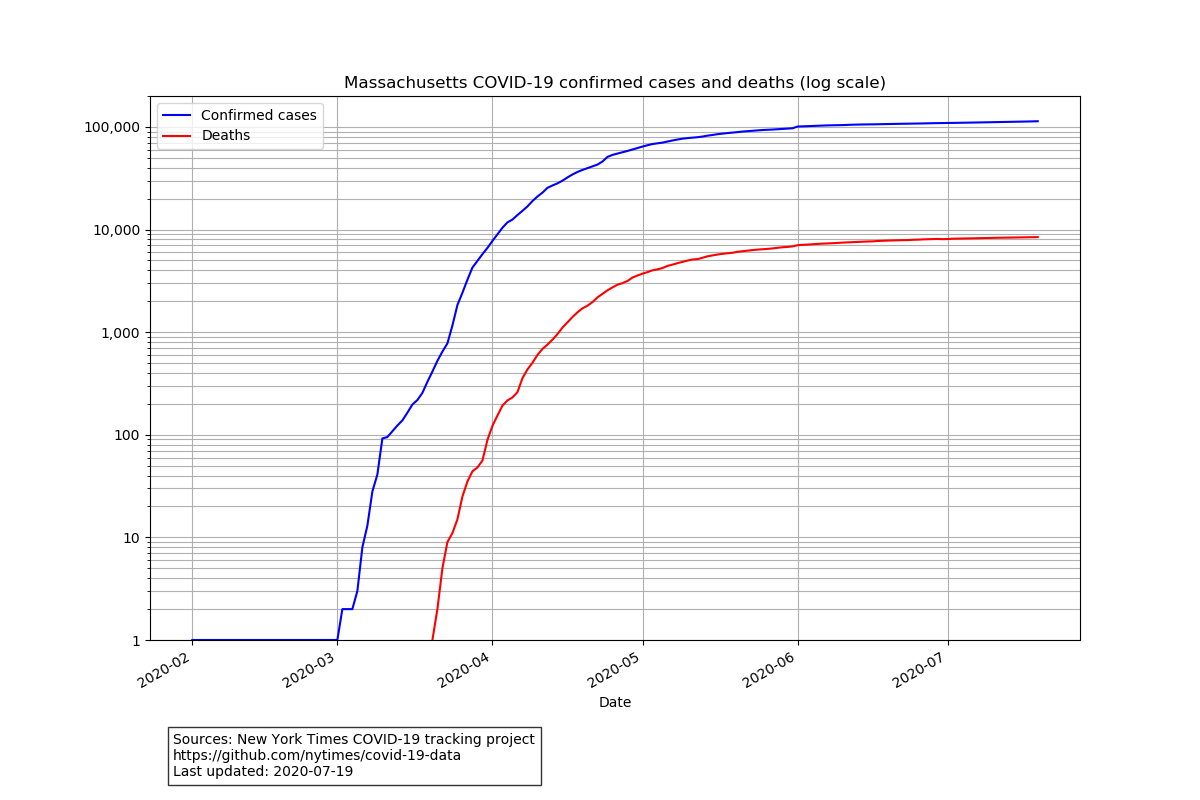 Massachusetts COVID-19 confirmed cases and deaths (log scale)
Confirmed cases
Deaths
100,000
10,000
1,000
100
10
1
2020-02
2020-03
2020-04
2020-05
2020-06
2020-07
Date
Sources: New York Times COVID-19 tracking project
https://github.com/nytimes/covid-19-data
Last updated: 2020-07-19